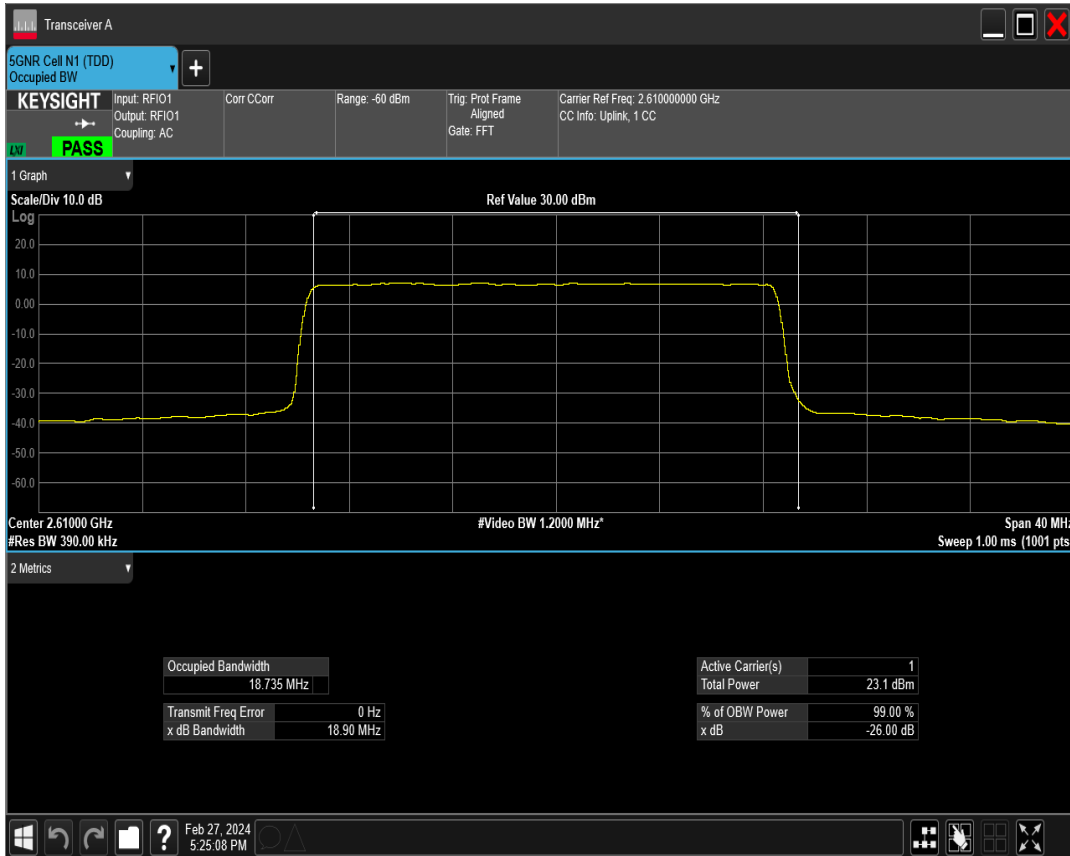 Transceiver A
5GNR Cell N1 (TDD)
Occupied BW
+
KEYSIGHT
LXI
PASS
Input: RFIO1
Output: RFIO1
Coupling: AC
Corr CCorr
Range: -60 dBm
Trig: Prot Frame
Aligned
Gate: FFT
Carrier Ref Freq: 2.610000000 GHz
CC Info: Uplink, 1 CC
1 Graph
Scale/Div 10.0 dB
Ref Value 30.00 dBm
Log
20.0
10.0
0.00
-10.0
-20.0
-30.0
-40.0
-50.0
-60.0
Center 2.61000 GHz
#Video BW 1.2000 MHz*
Span 40 MHz
#Res BW 390.00 kHz
Sweep 1.00 ms (1001 pts
2 Metrics
Occupied Bandwidth
18.735 MHz
Transmit Freq Error 0 Hz
x dB Bandwidth 18.90 MHz
Active Carrier(s) 1
Total Power 23.1 dBm
% of OBW Power 99.00 %
x dB -26.00 dB
?
Feb 27, 2024
5:25:08 PM